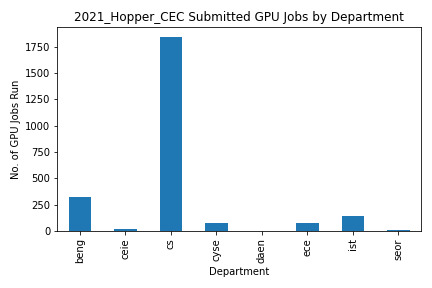 2021_Hopper_CEC Submitted GPU Jobs by Department
No. of GPU Jobs Run
1750
1500
1250
1000
750
500
250
0
beng
ceie
cs
cyse
daen
ece
ist
seor
Department